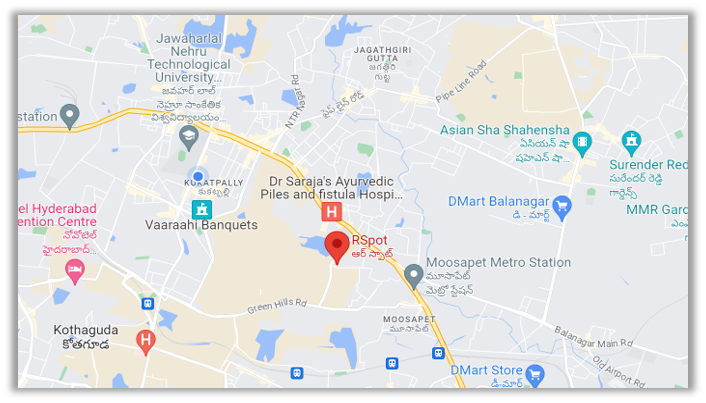 Jawaharlal
Nehru
Technological
University...
జవహర్ లాల్
నెహ్రూ సాంకేతిక
విశ్వవిద్యాలయం...
JAGATHGIRI
GUTTA
జగత్గిరి
గుట్ట
Pipe Line Road
పైప్ లైన్ రోడ్
NTR Nagar Rd
station
Asian Sha Shahensha
ఏసియన్ షా
షహెన్ షా...
Surender Red
సురేందర్ రెడ్డి
గార్డెన్స్
KUKATPALLY
కుకట్పల్లి
Dr Saraja's Ayurvedic
Piles and fistula Hospi...
DMart Balanagar
డి - మార్ట్
MMR Gard
el Hyderabad
ention Centre
నోవోటెల్
హైదరాబాద్...
Vaaraahi Banquets
RSpot
ఆర్ స్పాట్
Moosapet Metro Station
మూసాపేట్
మెట్రో స్టేషన్
Green Hills Rd
MOOSAPET
మూసాపేట్
Kothaguda
కోతగూడ
Balanagar Main Rd
Old Airport Rd
DMart Store
డీ-మార్ట్